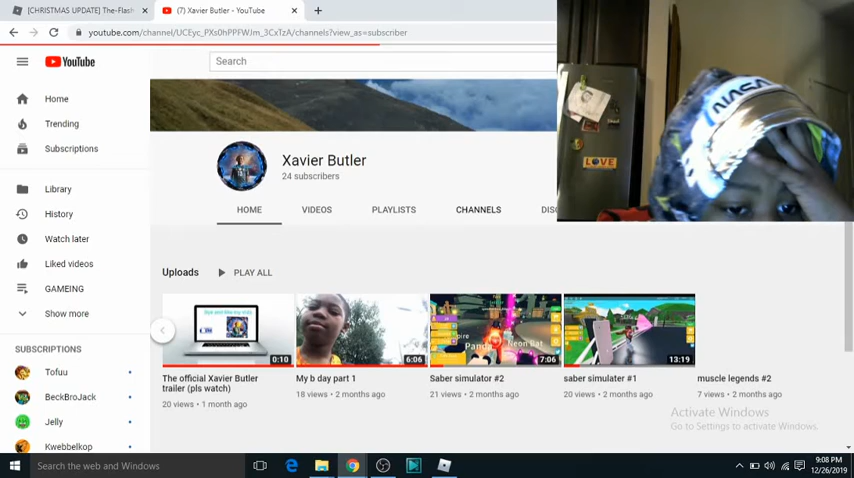 [CHRISTMAS UPDATE] The-Flash
(7) Xavier Butler - YouTube
youtube.com/channel/UCEyc_PXs0hPPFWJm_3CxTzA/channels?view_as=subscriber
YouTube
Search
Home
Trending
Subscriptions
Library
History
Watch later
Liked videos
GAMEING
Show more
SUBSCRIPTIONS
Tofuu
BeckBroJack
Jelly
Kwebbelkop
Xavier Butler
24 subscribers
HOME
VIDEOS
PLAYLISTS
CHANNELS
NASA
LOVE
Uploads
PLAY ALL
0:10
6:06
7:06
13:19
The official Xavier Butler
trailer (pls watch)
20 views • 1 month ago
My b day part 1
18 views • 2 months ago
Saber simulator #2
21 views • 2 months ago
saber simulater #1
20 views • 2 months ago
muscle legends #2
7 views • 2 months ago
Activate Windows
Go to Settings to activate Windows.
Search the web and Windows
9:08 PM
12/26/2019